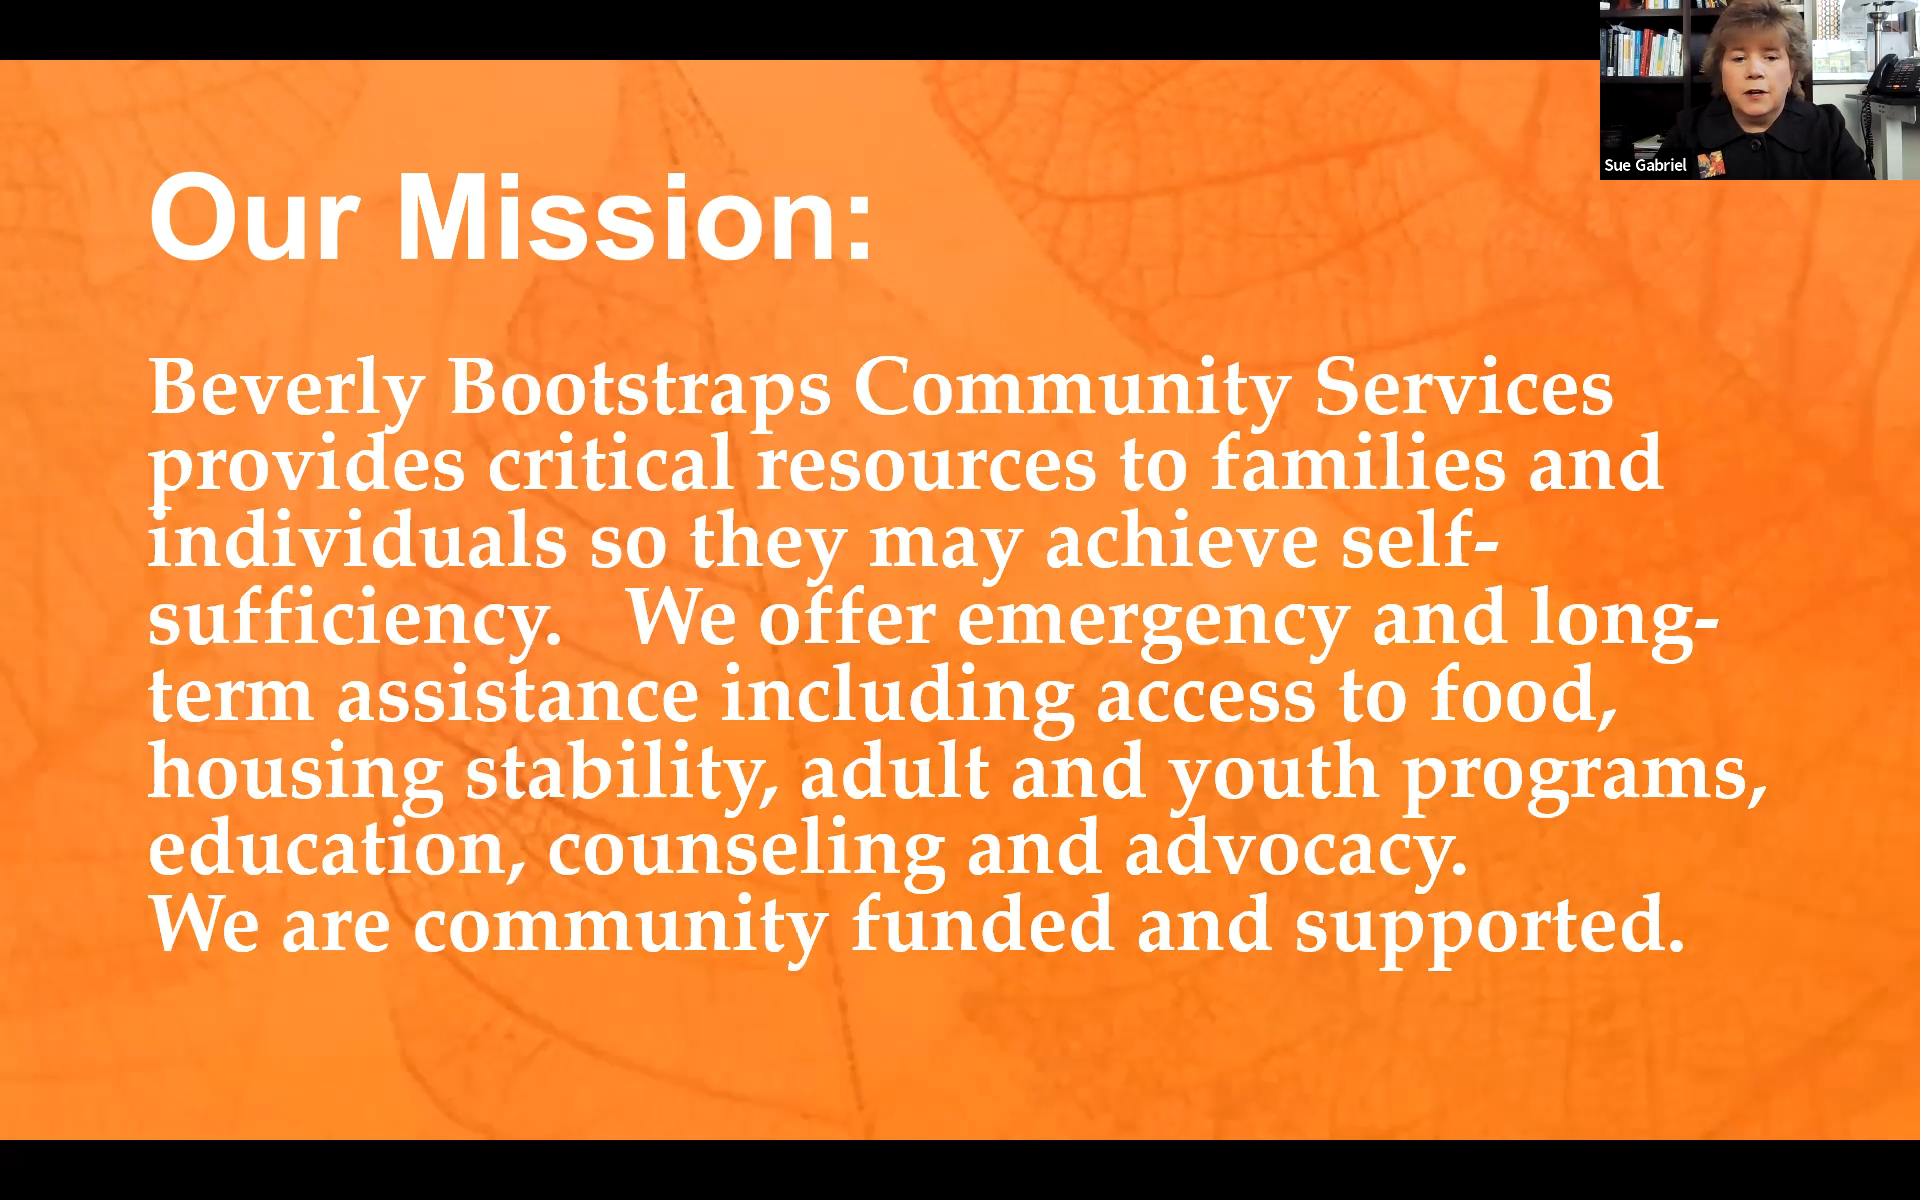 Sue Gabriel
Our Mission:
Beverly Bootstraps Community Services
provides critical resources to families and
individuals so they may achieve self-
sufficiency.   We offer emergency and long-
term assistance including access to food,
housing stability, adult and youth programs,
education, counseling and advocacy.
We are community funded and supported.